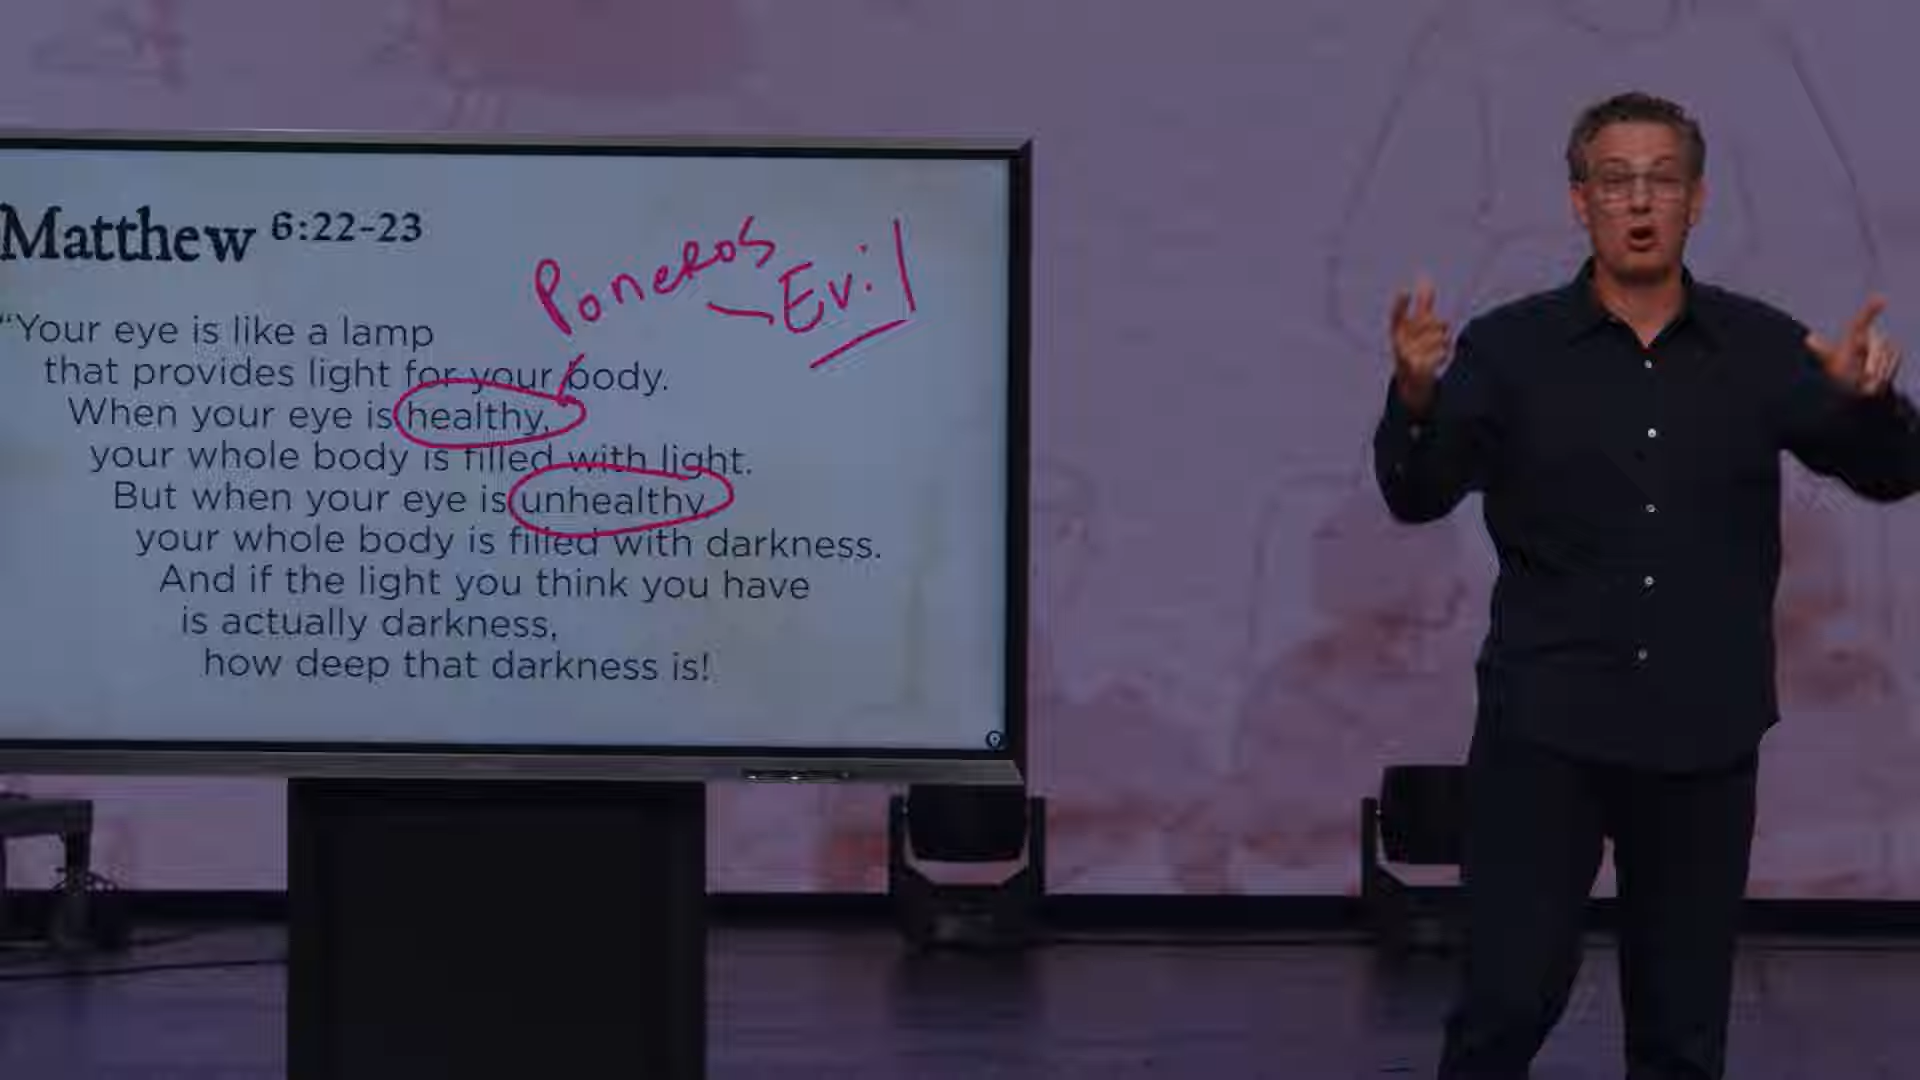 Matthew 6:22-23
Poneros
Evil
“Your eye is like a lamp
that provides light for your body.
When your eye is healthy,
your whole body is filled with light.
But when your eye is unhealthy,
your whole body is filled with darkness.
And if the light you think you have
is actually darkness,
how deep that darkness is!